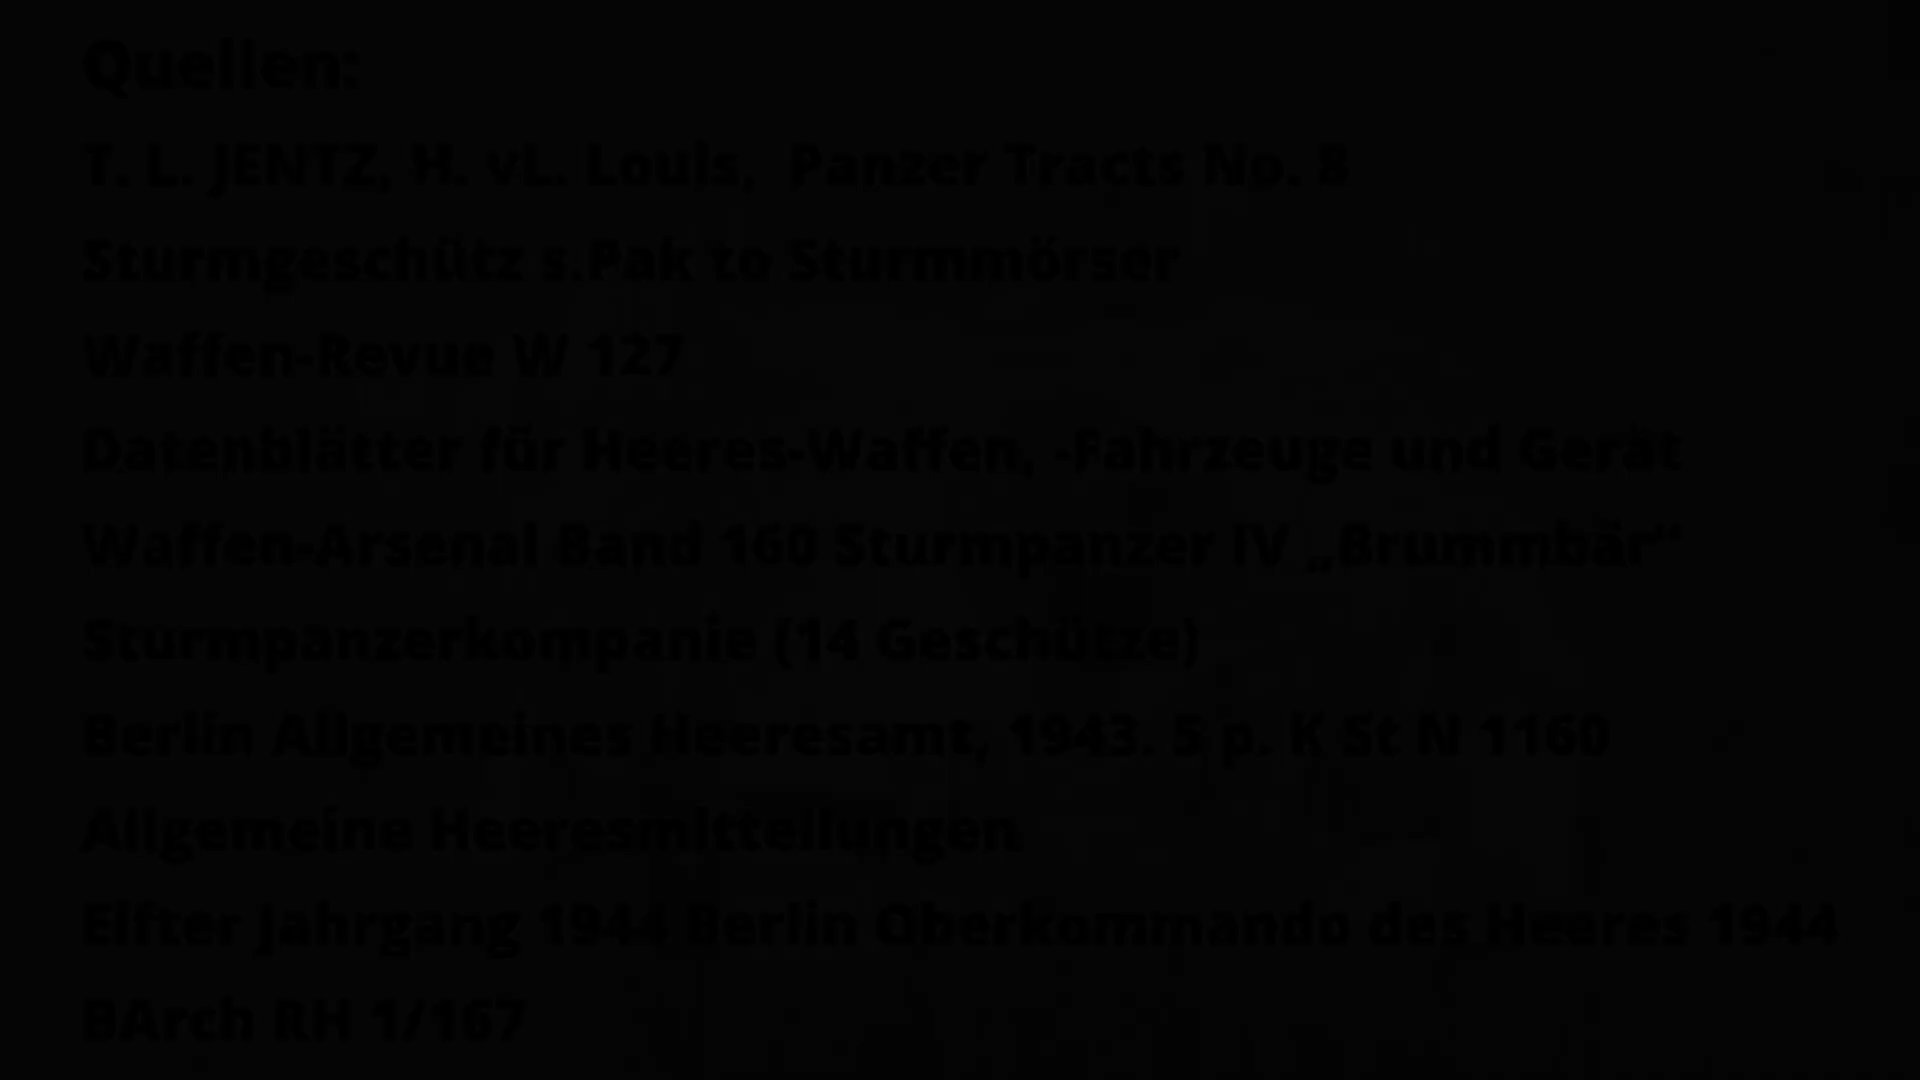 Quellen:
T. L. JENTZ, H. vL. Louis, Panzer Tracts No. 8
Sturmgeschütz s.Pak to Sturmmörser
Waffen-Revue W 127
Datenblätter für Heeres-Waffen, -Fahrzeuge und Gerät
Waffen-Arsenal Band 160 Sturmpanzer IV „Brummbär“
Sturmpanzerkompanie (14 Geschütze)
Berlin Allgemeines Heeresamt, 1943. 5 p. K St N 1160
Allgemeine Heeresmitteilungen
Elfter Jahrgang 1944 Berlin Oberkommando des Heeres 1944
BArch RH 1/167